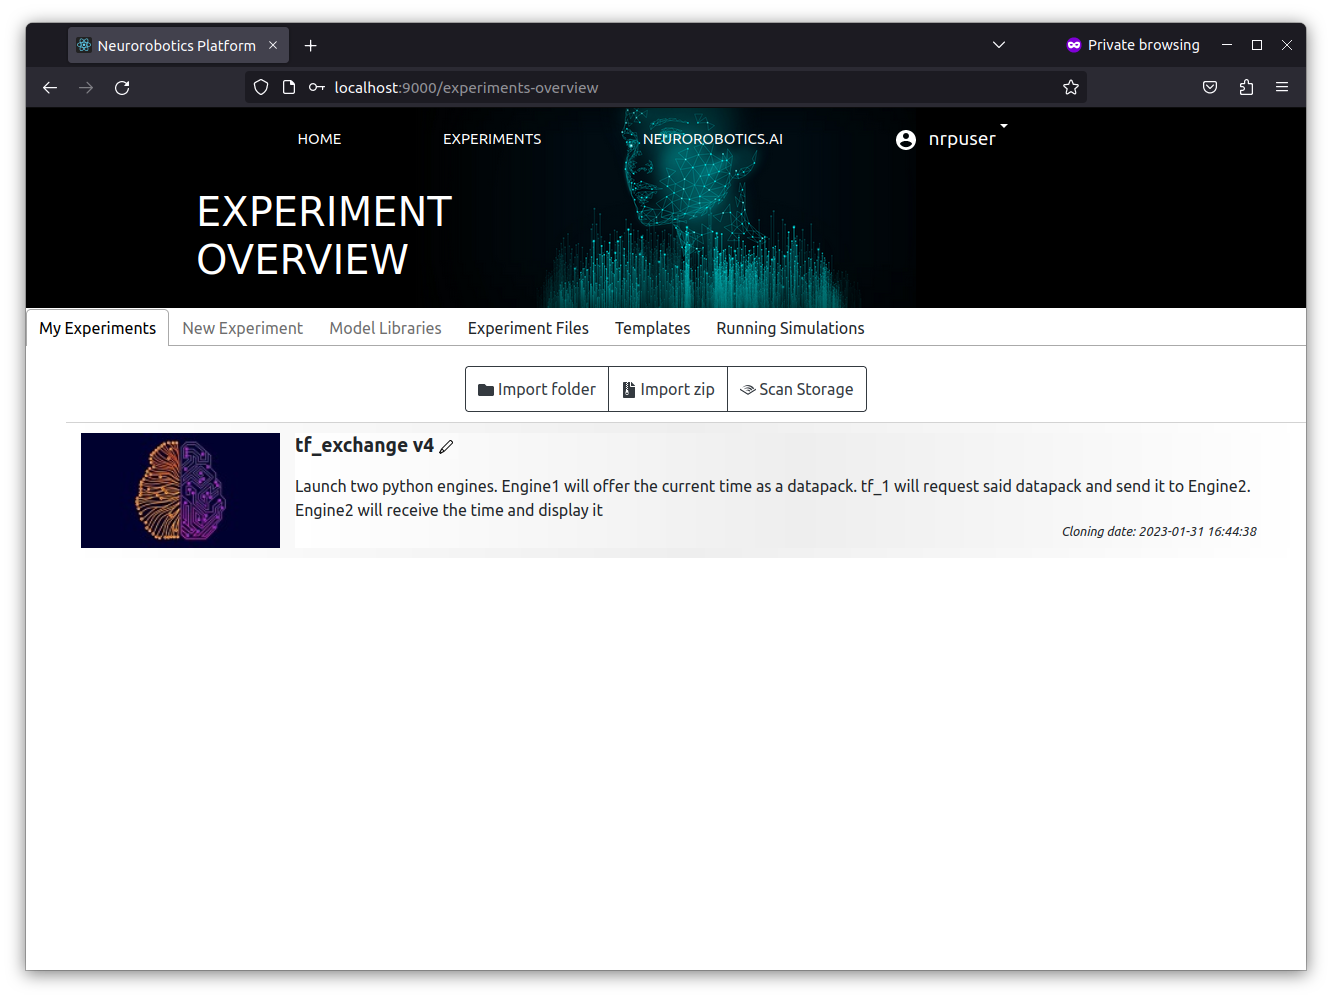 Neurorobotics Platform
Private browsing
localhost:9000/experiments-overview
HOME EXPERIMENTS NEUROROBOTICS.AI nrpuser
EXPERIMENT
OVERVIEW
My Experiments New Experiment Model Libraries Experiment Files Templates Running Simulations
Import folder Import zip Scan Storage
tf_exchange v4
Launch two python engines. Engine1 will offer the current time as a datapack. tf_1 will request said datapack and send it to Engine2.
Engine2 will receive the time and display it
Cloning date: 2023-01-31 16:44:38